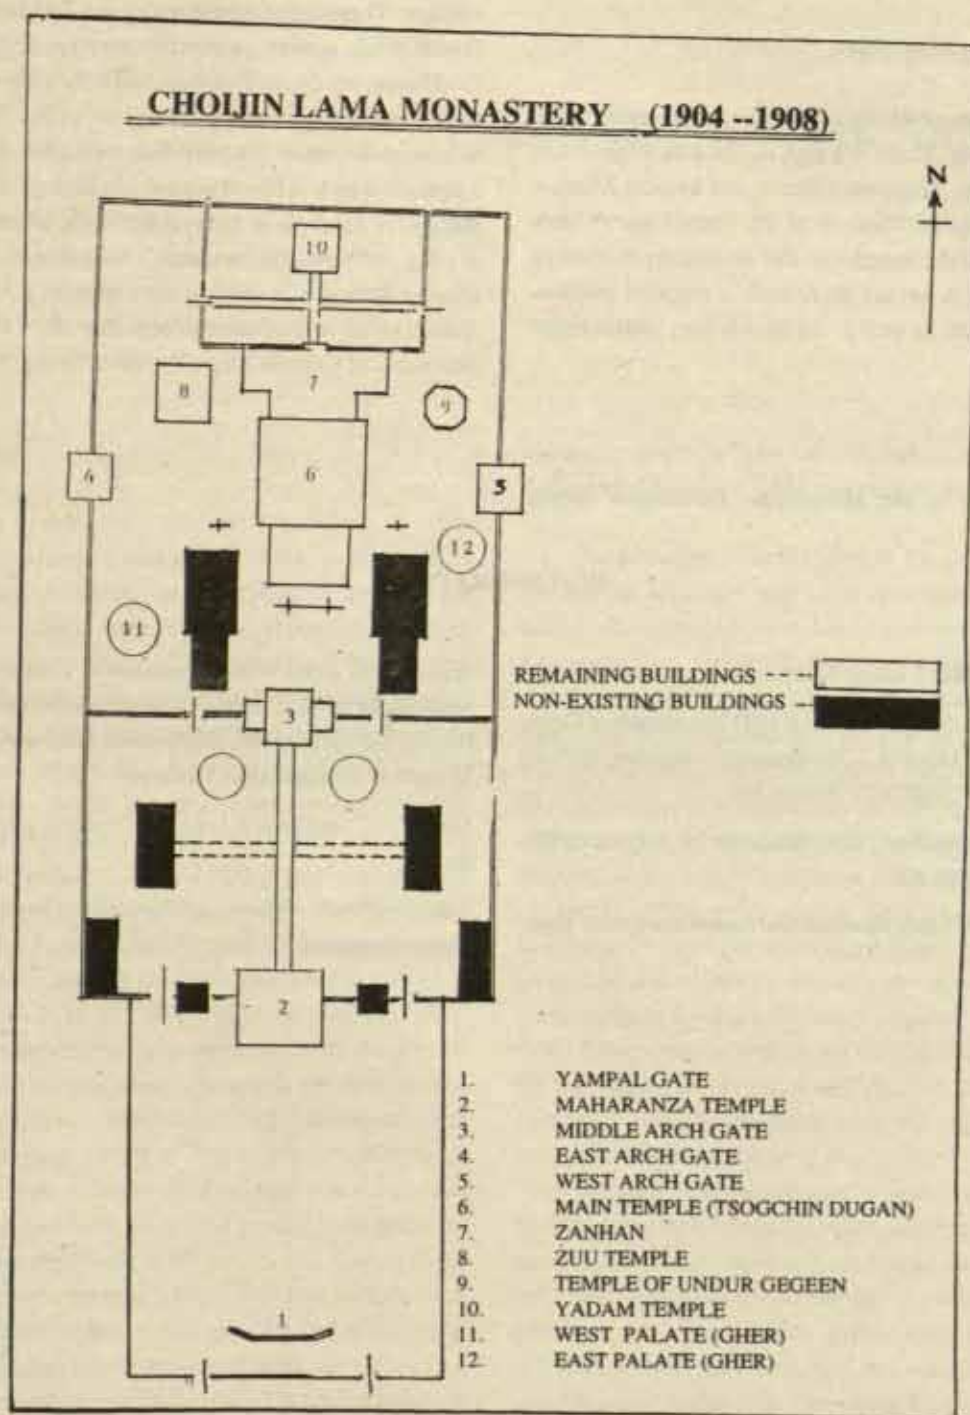 CHOIJIN LAMA MONASTERY (1904 --1908)
N
10
7
8
9
6
4
5
12
11
REMAINING BUILDINGS
NON-EXISTING BUILDINGS
3
2
1. YAMPAL GATE
2. MAHARANZA TEMPLE
3. MIDDLE ARCH GATE
4. EAST ARCH GATE
5. WEST ARCH GATE
6. MAIN TEMPLE (TSOGCHIN DUGAN)
7. ZANHAN
8. ZUU TEMPLE
9. TEMPLE OF UNDUR GEGEEN
10. YADAM TEMPLE
11. WEST PALATE (GHER)
12. EAST PALATE (GHER)
1